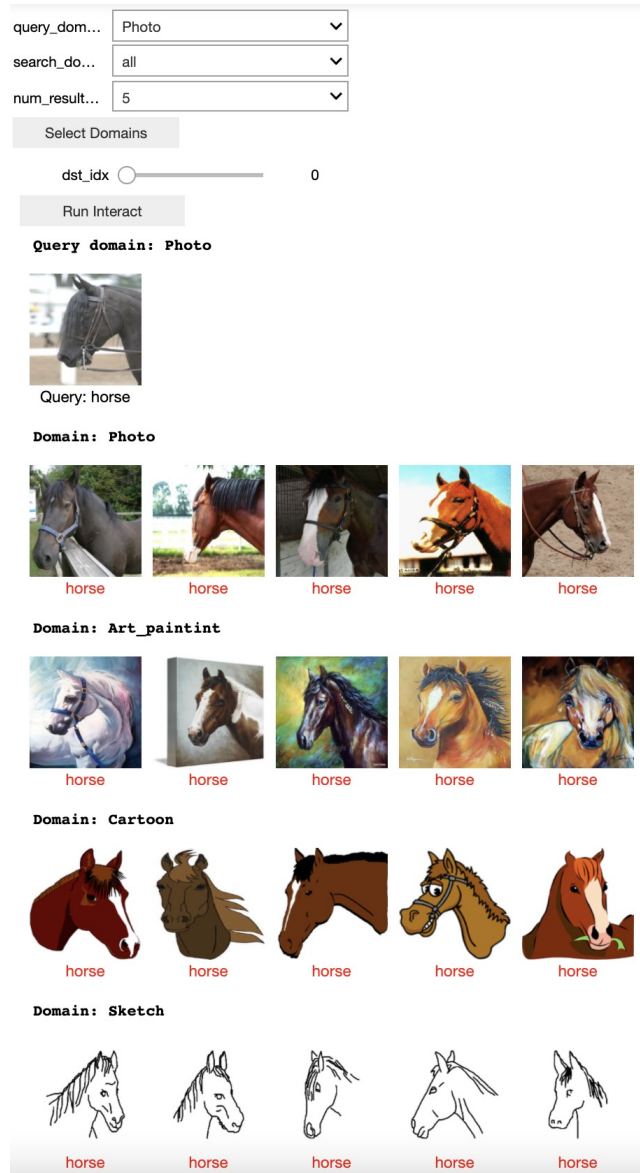 query_dom… Photo
search_do… all
num_result… 5
Select Domains
dst_idx 0
Run Interact
Query domain: Photo
Query: horse
Domain: Photo
horse horse horse horse horse
Domain: Art_paintint
horse horse horse horse horse
Domain: Cartoon
horse horse horse horse horse
Domain: Sketch
horse horse horse horse horse